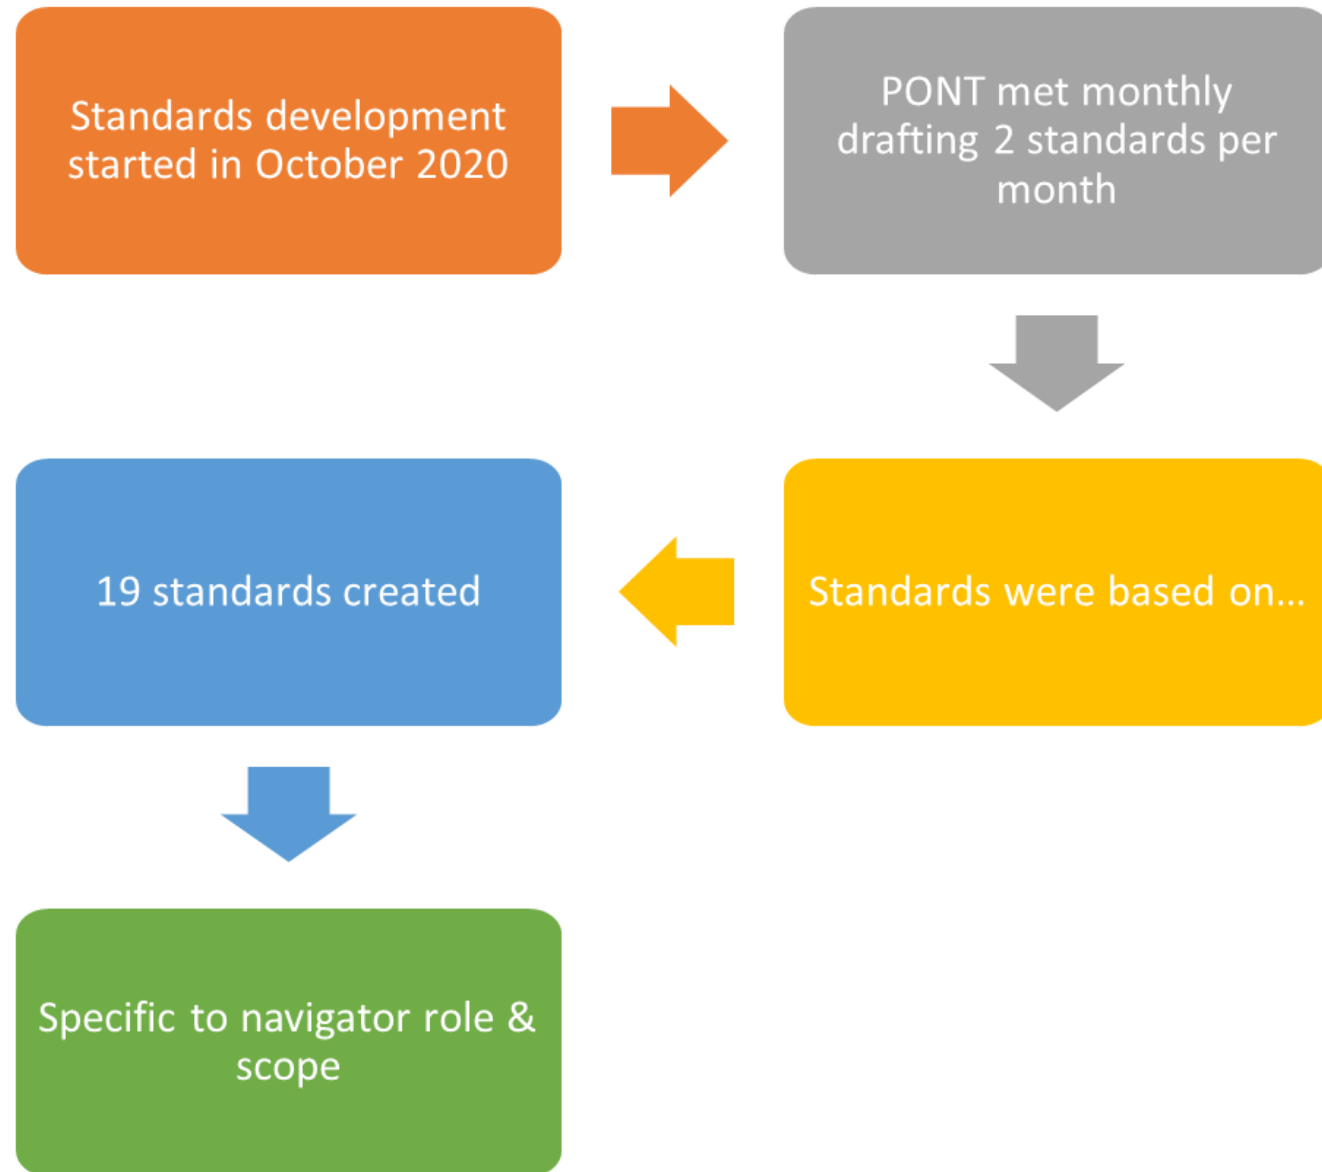 Standards development
started in October 2020
PONT met monthly
drafting 2 standards per
month
Standards were based on...
19 standards created
Specific to navigator role &
scope